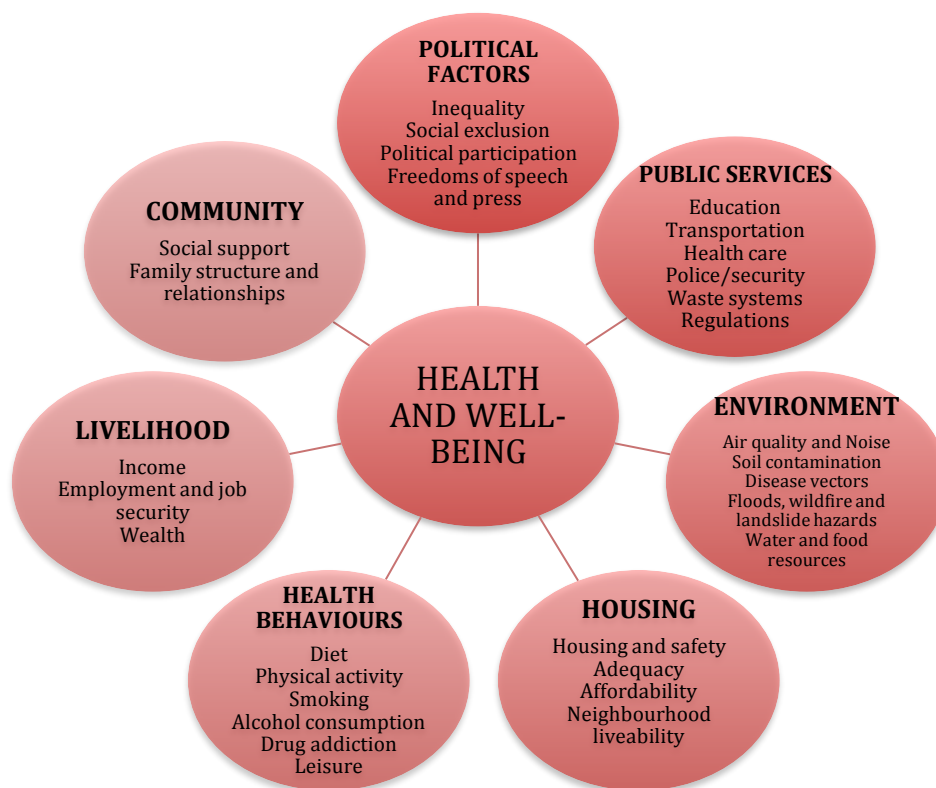 POLITICAL
FACTORS
Inequality
Social exclusion
Political participation
Freedoms of speech
and press
PUBLIC SERVICES
Education
Transportation
Health care
Police/security
Waste systems
Regulations
ENVIRONMENT
Air quality and Noise
Soil contamination
Disease vectors
Floods, wildfire and
landslide hazards
Water and food
resources
HOUSING
Housing and safety
Adequacy
Affordability
Neighbourhood
liveability
HEALTH
BEHAVIOURS
Diet
Physical activity
Smoking
Alcohol consumption
Drug addiction
Leisure
LIVELIHOOD
Income
Employment and job
security
Wealth
COMMUNITY
Social support
Family structure and
relationships
HEALTH
AND WELL-
BEING